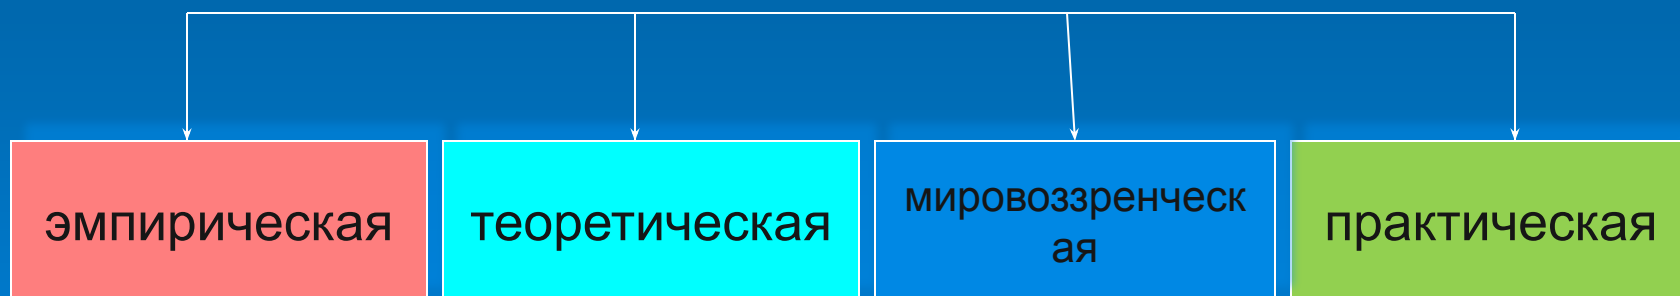 эмпирическая
теоретическая
мировоззренческ
ая
практическая